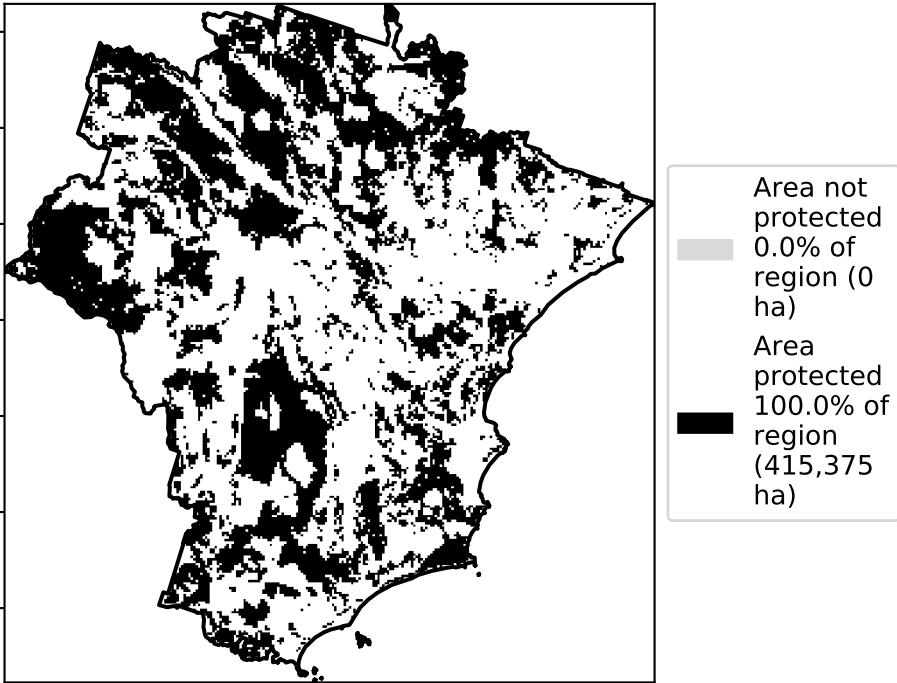 Area not
protected
0.0% of
region (0
ha)
Area
protected
100.0% of
region
(415,375
ha)